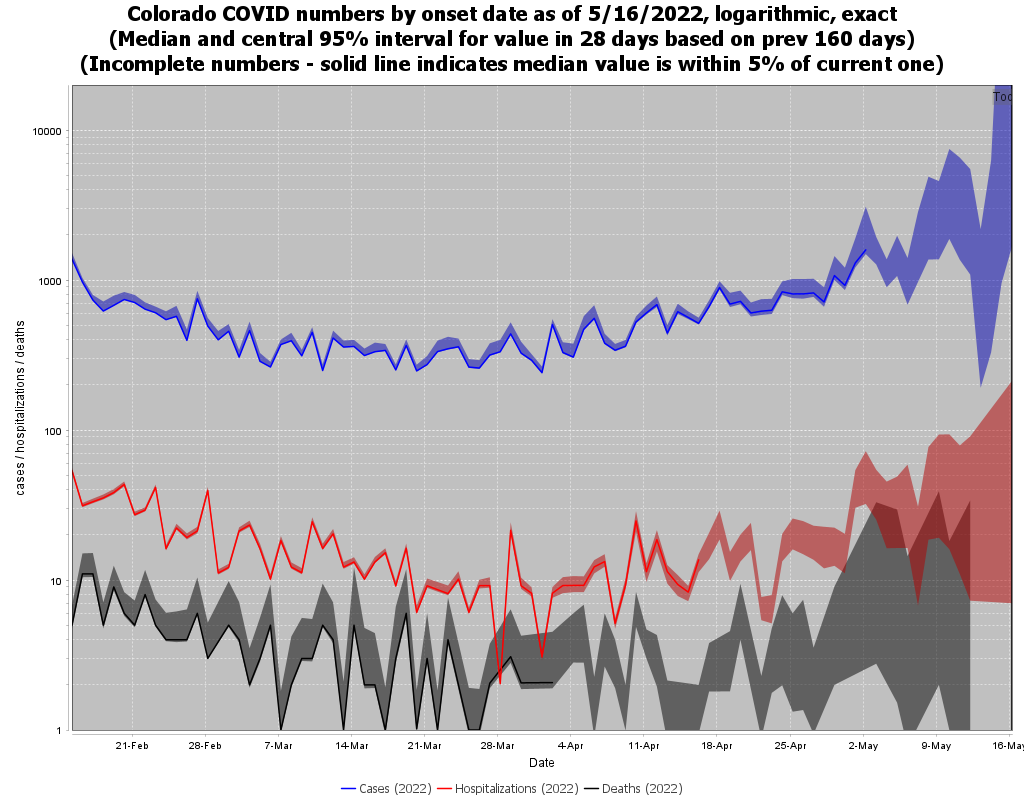 Colorado COVID numbers by onset date as of 5/16/2022, logarithmic, exact
(Median and central 95% interval for value in 28 days based on prev 160 days)
(Incomplete numbers - solid line indicates median value is within 5% of current one)
cases / hospitalizations / deaths
10000
1000
100
10
1
21-Feb
28-Feb
7-Mar
14-Mar
21-Mar
28-Mar
4-Apr
11-Apr
18-Apr
25-Apr
2-May
9-May
16-May
Date
Cases (2022)
Hospitalizations (2022)
Deaths (2022)